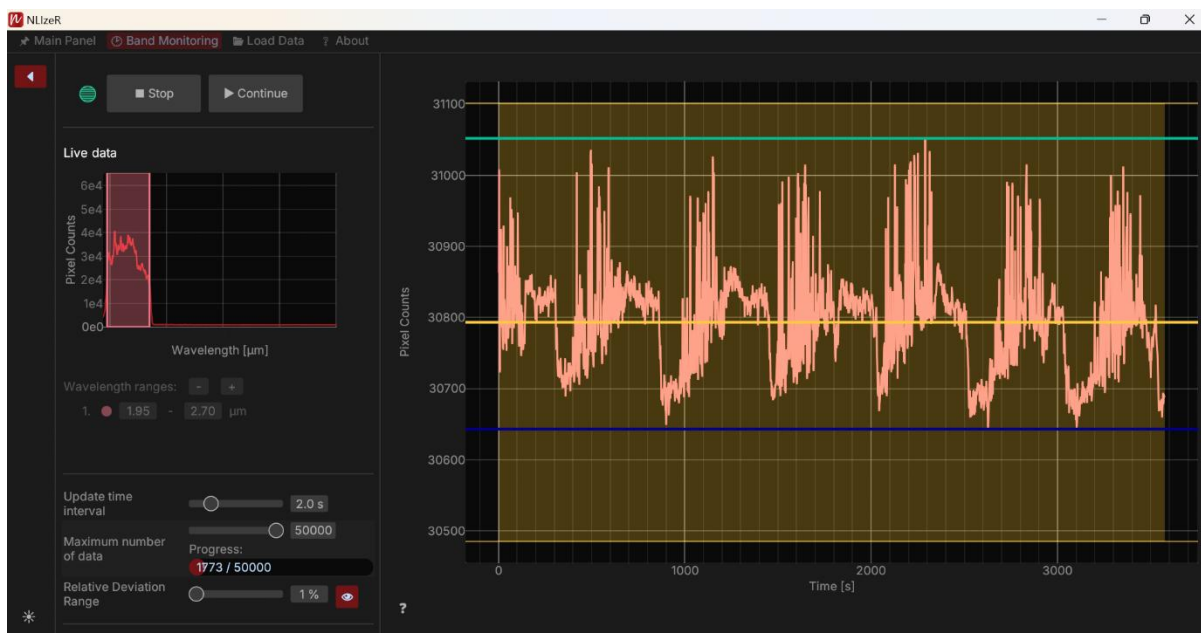 NLIzeR
Main Panel Band Monitoring Load Data ? About
Stop Continue
Live data
6e4
5e4
4e4
3e4
2e4
1e4
0e0
Pixel Counts
Wavelength [µm]
Wavelength ranges: - +
1. 1.95 - 2.70 µm
Update time
interval
2.0 s
Maximum number
of data
50000
Progress:
1773 / 50000
Relative Deviation
Range
1 %
31100
31000
30900
30800
30700
30600
30500
Pixel Counts
0 1000 2000 3000
Time [s]
?